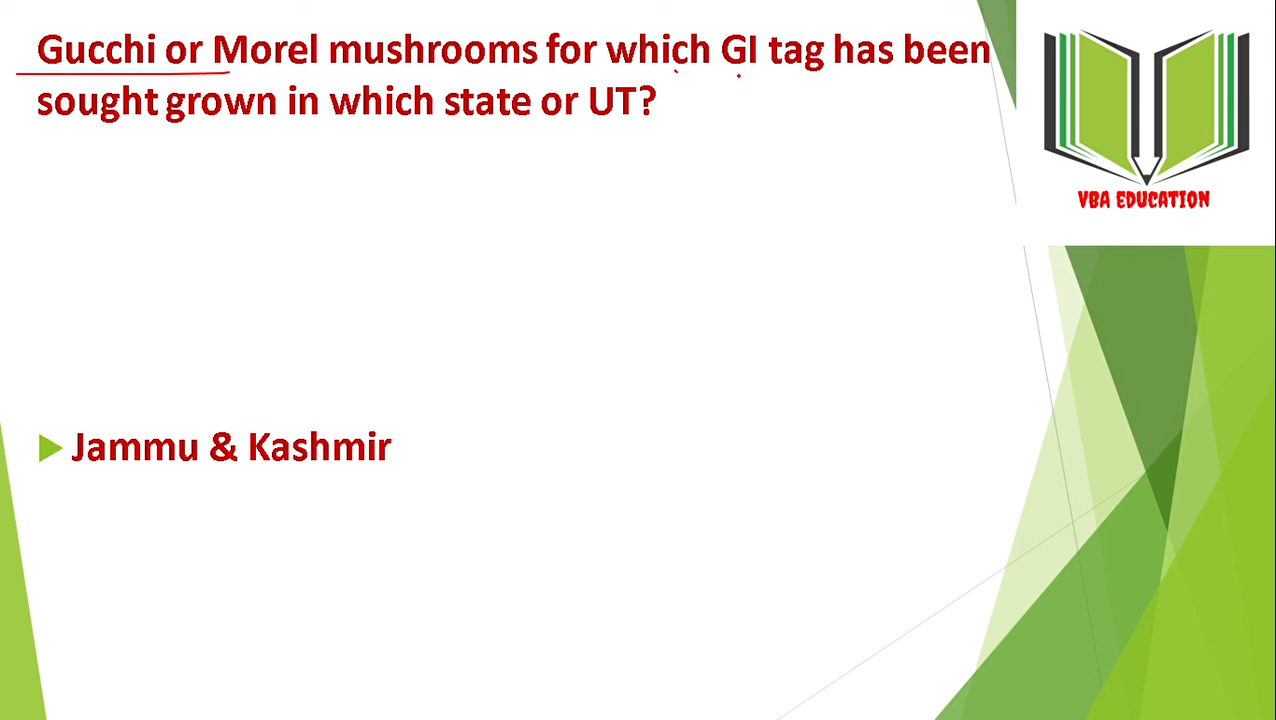 Gucchi or Morel mushrooms for which GI tag has been
sought grown in which state or UT?
VBA EDUCATION
Jammu & Kashmir